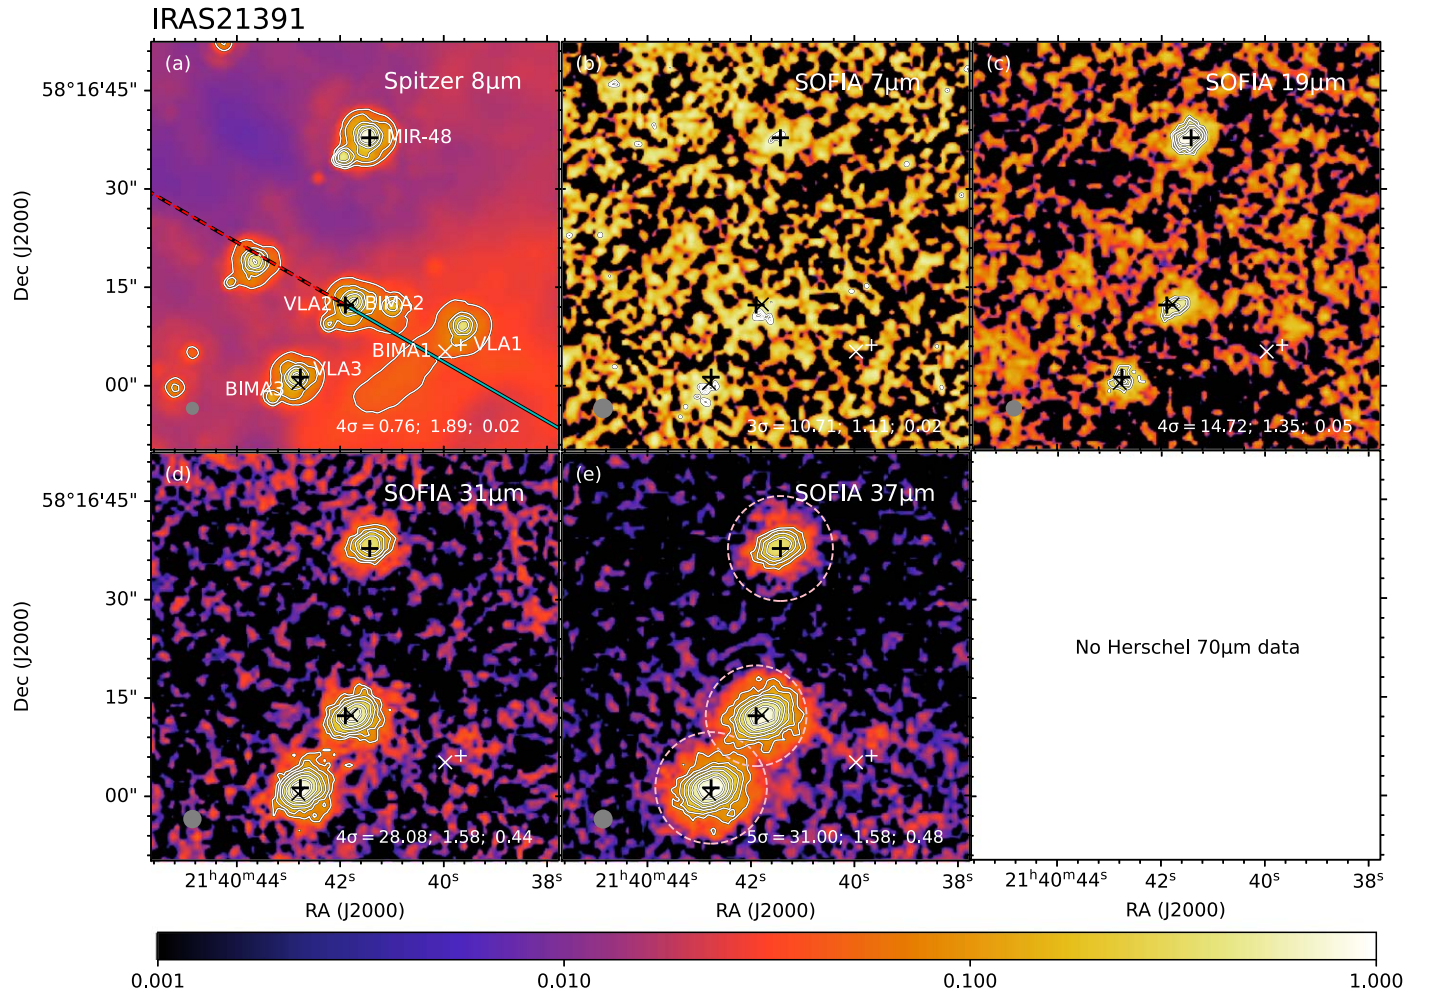 IRAS21391
(a)
Spitzer 8μm
MIR-48
VLA2
BIMA2
BIMA1
VLA1
VLA3
BIMA3
4σ = 0.76; 1.89; 0.02
(b)
SOFIA 7μm
3σ = 10.71; 1.11; 0.02
(c)
SOFIA 19μm
4σ = 14.72; 1.35; 0.05
58°16'45"
30"
15"
00"
Dec (J2000)
(d)
SOFIA 31μm
4σ = 28.08; 1.58; 0.44
(e)
SOFIA 37μm
5σ = 31.00; 1.58; 0.48
No Herschel 70μm data
58°16'45"
30"
15"
00"
Dec (J2000)
21ʰ40ᵐ44ˢ 42ˢ 40ˢ 38ˢ
21ʰ40ᵐ44ˢ 42ˢ 40ˢ 38ˢ
21ʰ40ᵐ44ˢ 42ˢ 40ˢ 38ˢ
RA (J2000)
RA (J2000)
RA (J2000)
0.001 0.010 0.100 1.000